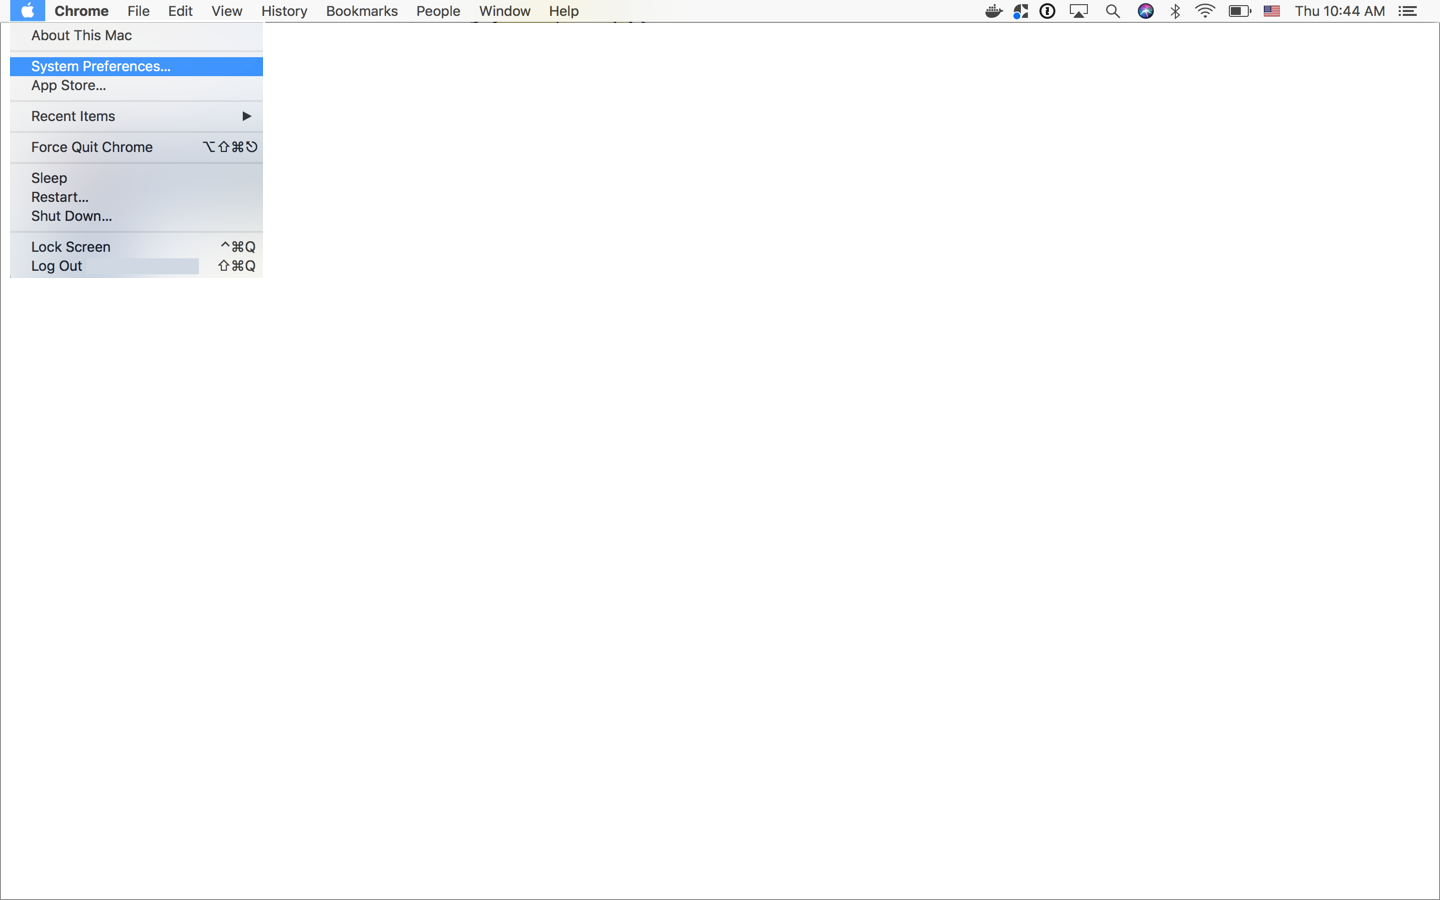 Chrome File Edit View History Bookmarks People Window Help Thu 10:44 AM
About This Mac
System Preferences...
App Store...
Recent Items ▶
Force Quit Chrome ⌥⇧⌘⎋
Sleep
Restart...
Shut Down...
Lock Screen ^⌘Q
Log Out ⇧⌘Q